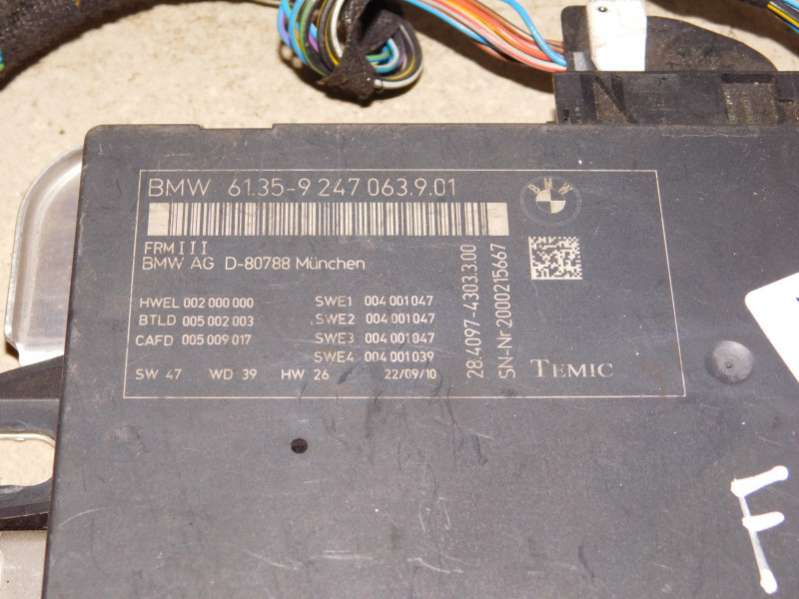 N
BMW 61.35-9 247 063.9.01
BMW
FRM III
BMW AG D-80788 München
HWEL 002 000 000 SWE1 004 001 047
BTLD 005 002 003 .SWE2 004 001 047
CAFD 005 009 017 SWE3 004 001 047
SWE4 004 001 039
SW 47 WD 39 HW 26 22/09/10
28.4097-4303.3.00
SN-Nr 2000215667
TEMIC
F